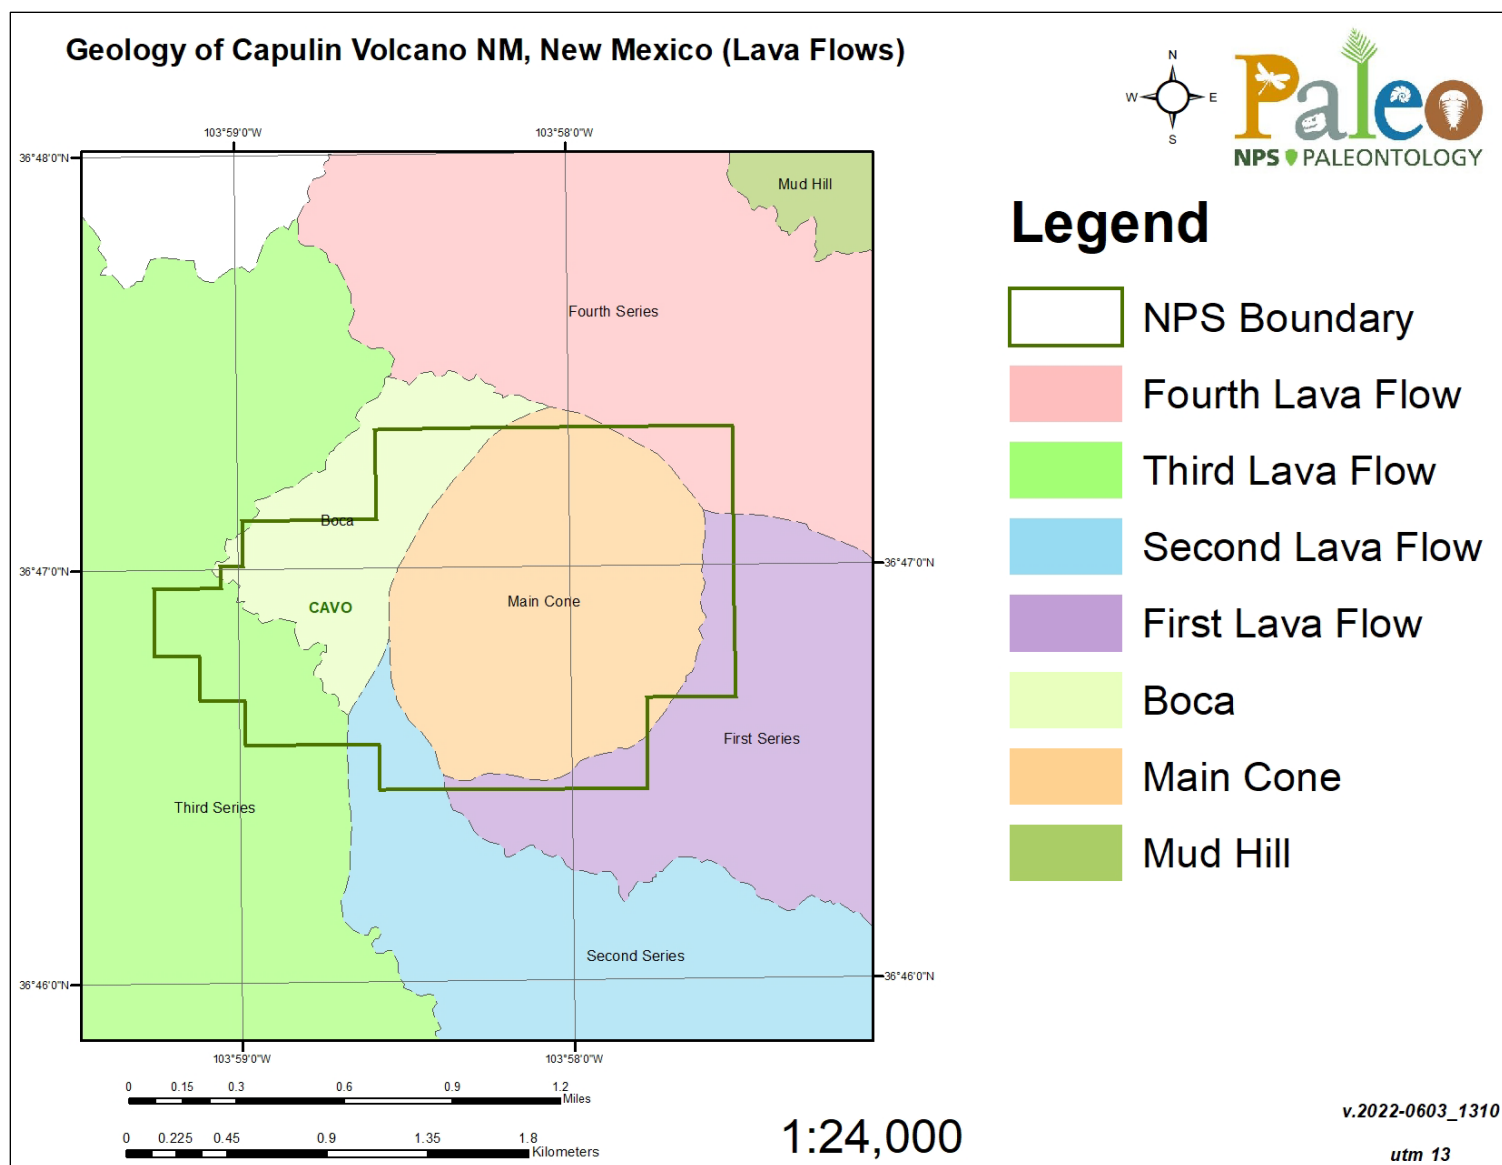 Geology of Capulin Volcano NM, New Mexico (Lava Flows)
N
W E
S
Paleo
NPS PALEONTOLOGY
103°59'0"W 103°58'0"W
36°48'0"N
Mud Hill
Fourth Series
Boca
36°47'0"N 36°47'0"N
CAVO
Main Cone
First Series
Third Series
Second Series
36°46'0"N 36°46'0"N
103°59'0"W 103°58'0"W
Legend
NPS Boundary
Fourth Lava Flow
Third Lava Flow
Second Lava Flow
First Lava Flow
Boca
Main Cone
Mud Hill
0 0.15 0.3 0.6 0.9 1.2
Miles
0 0.225 0.45 0.9 1.35 1.8
Kilometers
1:24,000
v.2022-0603_1310
utm 13